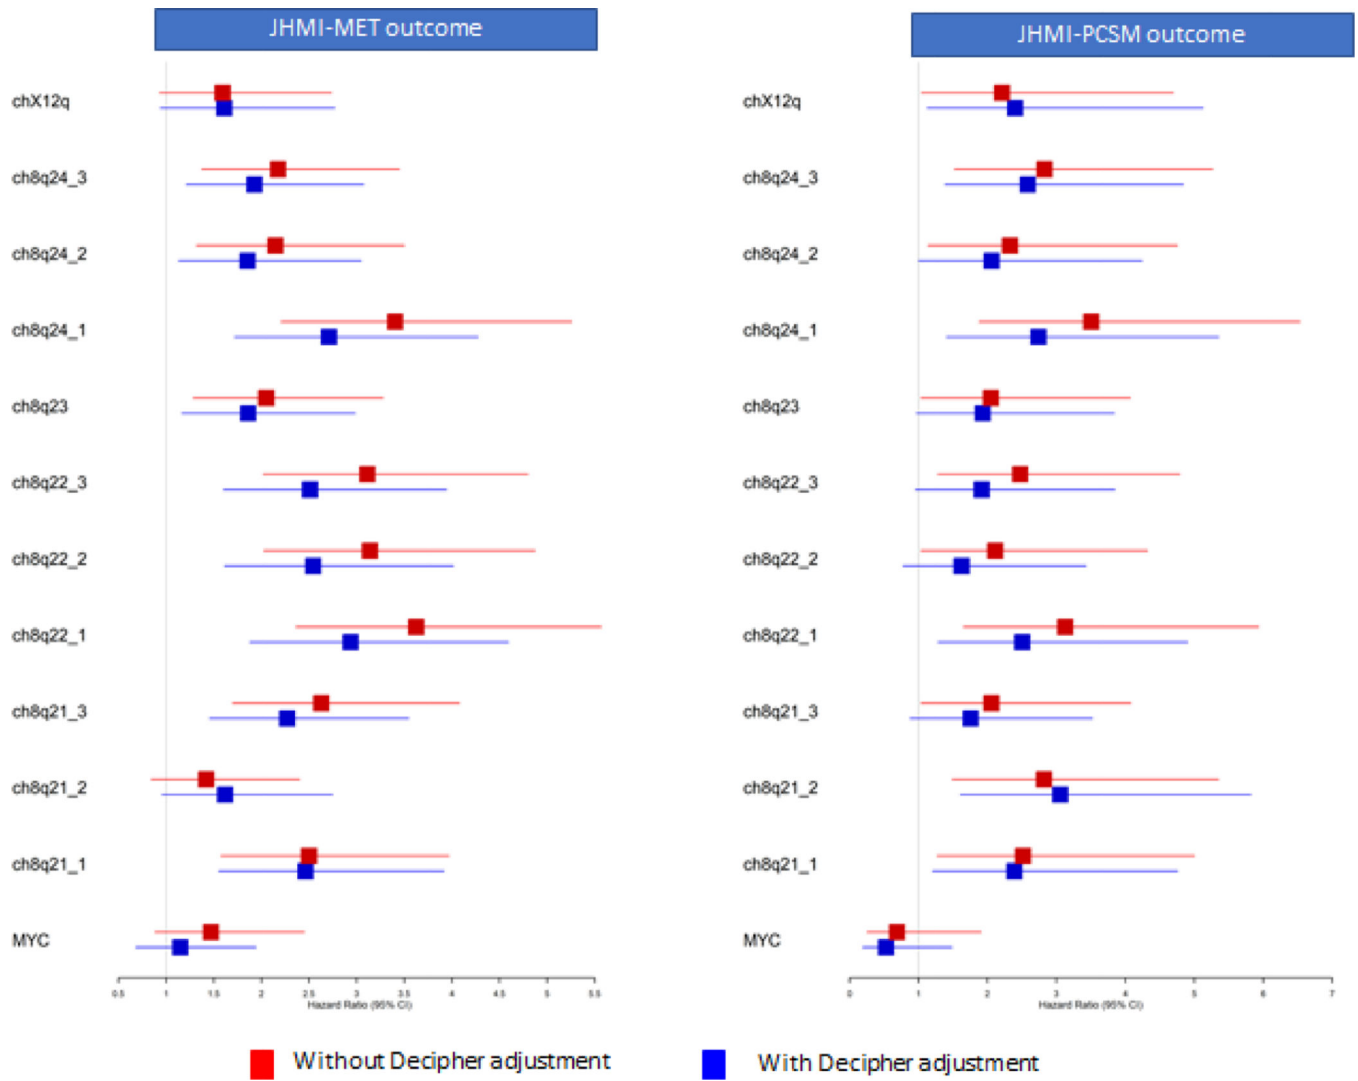 JHMI-MET outcome
chX12q
ch8q24_3
ch8q24_2
ch8q24_1
ch8q23
ch8q22_3
ch8q22_2
ch8q22_1
ch8q21_3
ch8q21_2
ch8q21_1
MYC
0.5 1 1.5 2 2.5 3 3.5 4 4.5 5 5.5
Hazard Ratio (95% CI)
JHMI-PCSM outcome
chX12q
ch8q24_3
ch8q24_2
ch8q24_1
ch8q23
ch8q22_3
ch8q22_2
ch8q22_1
ch8q21_3
ch8q21_2
ch8q21_1
MYC
0 1 2 3 4 5 6 7
Hazard Ratio (95% CI)
Without Decipher adjustment
With Decipher adjustment